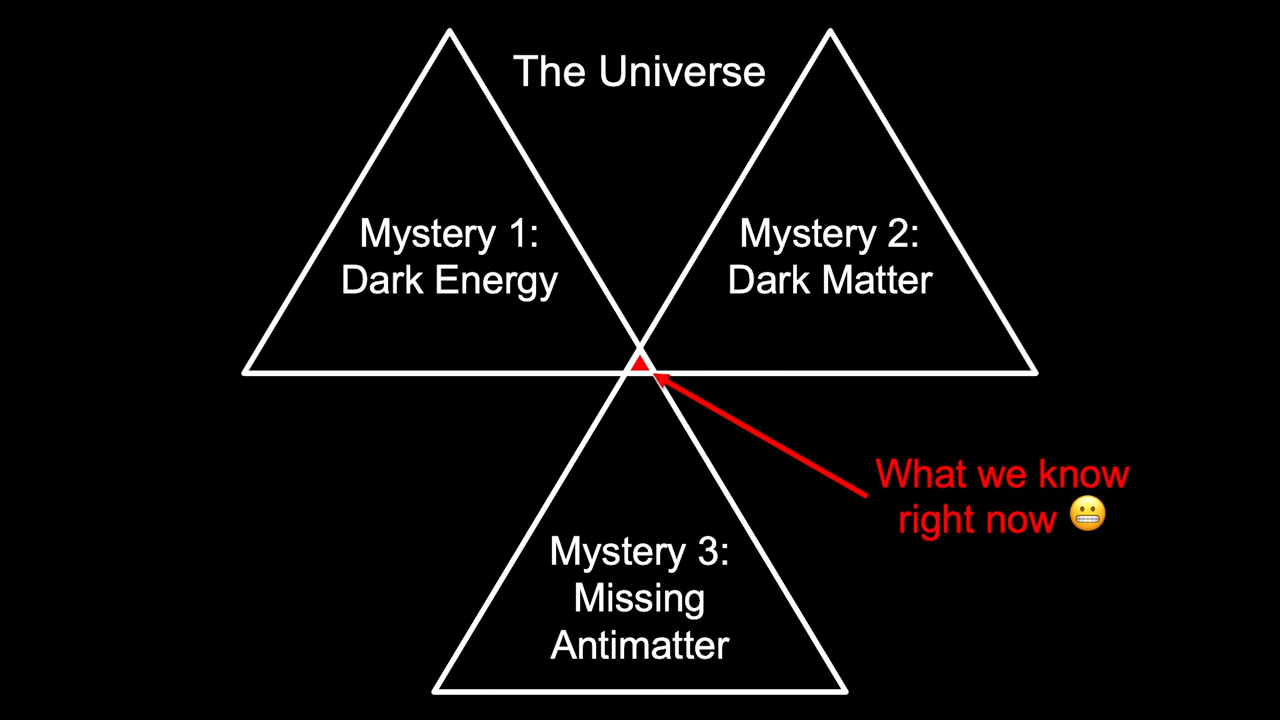 The Universe
Mystery 1:
Dark Energy
Mystery 2:
Dark Matter
What we know
right now 😬
Mystery 3:
Missing
Antimatter